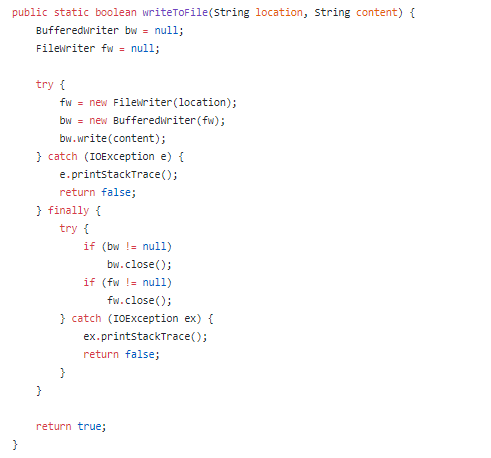 public static boolean writeToFile(String location, String content) {
    BufferedWriter bw = null;
    FileWriter fw = null;

    try {
        fw = new FileWriter(location);
        bw = new BufferedWriter(fw);
        bw.write(content);
    } catch (IOException e) {
        e.printStackTrace();
        return false;
    } finally {
        try {
            if (bw != null)
                bw.close();
            if (fw != null)
                fw.close();
        } catch (IOException ex) {
            ex.printStackTrace();
            return false;
        }
    }

    return true;
}